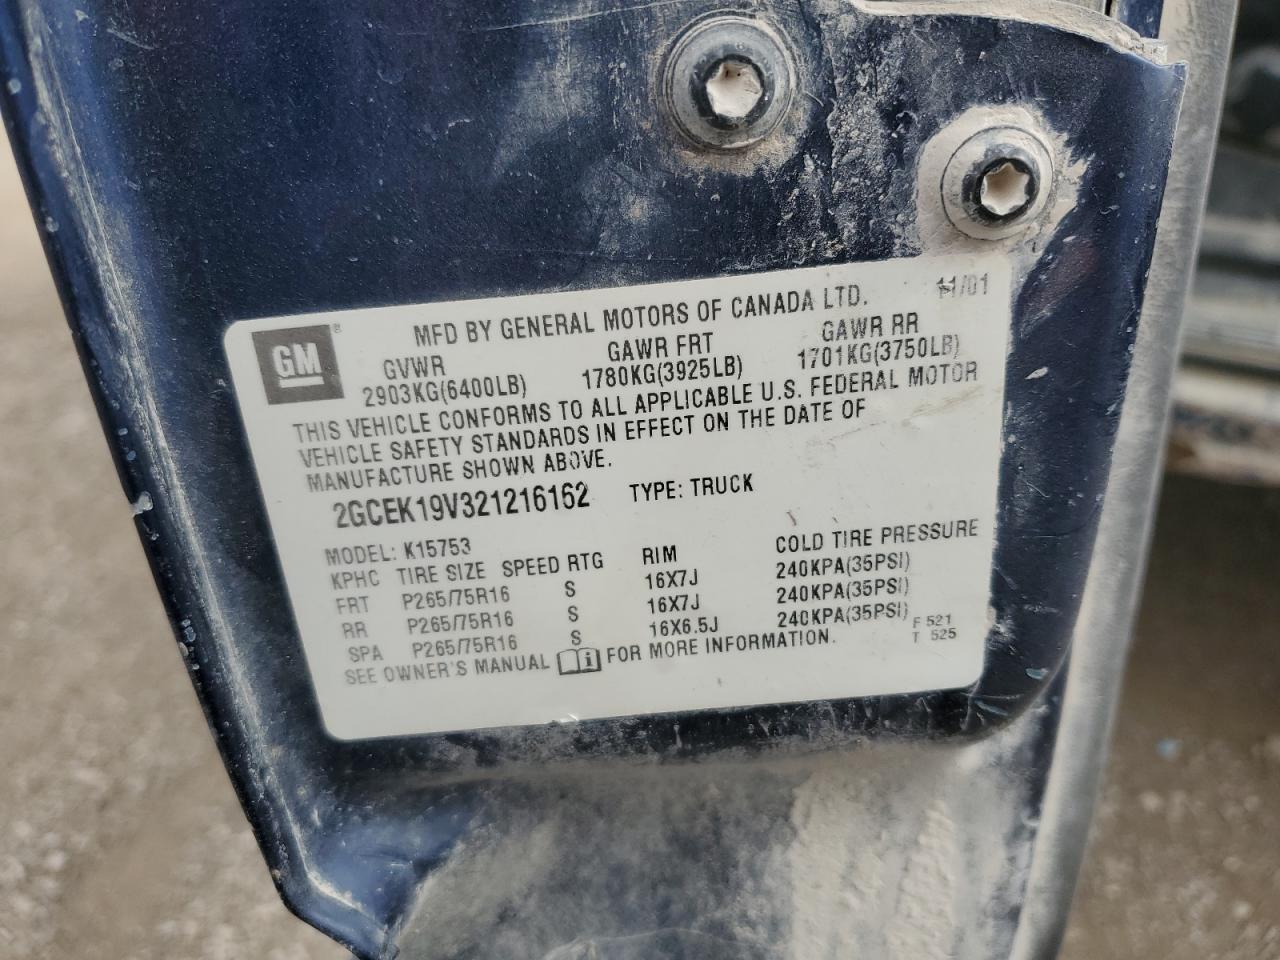 GM ®
MFD BY GENERAL MOTORS OF CANADA LTD. 11/01
GVWR GAWR FRT GAWR RR
2903KG(6400LB) 1780KG(3925LB) 1701KG(3750LB)
THIS VEHICLE CONFORMS TO ALL APPLICABLE U.S. FEDERAL MOTOR
VEHICLE SAFETY STANDARDS IN EFFECT ON THE DATE OF
MANUFACTURE SHOWN ABOVE.
2GCEK19V321216162 TYPE: TRUCK
MODEL: K15753
KPHC TIRE SIZE SPEED RTG RIM COLD TIRE PRESSURE
FRT P265/75R16 S 16X7J 240KPA(35PSI)
RR P265/75R16 S 16X7J 240KPA(35PSI)
SPA P265/75R16 S 16X6.5J 240KPA(35PSI)
SEE OWNER'S MANUAL i FOR MORE INFORMATION.
F 521
T 525